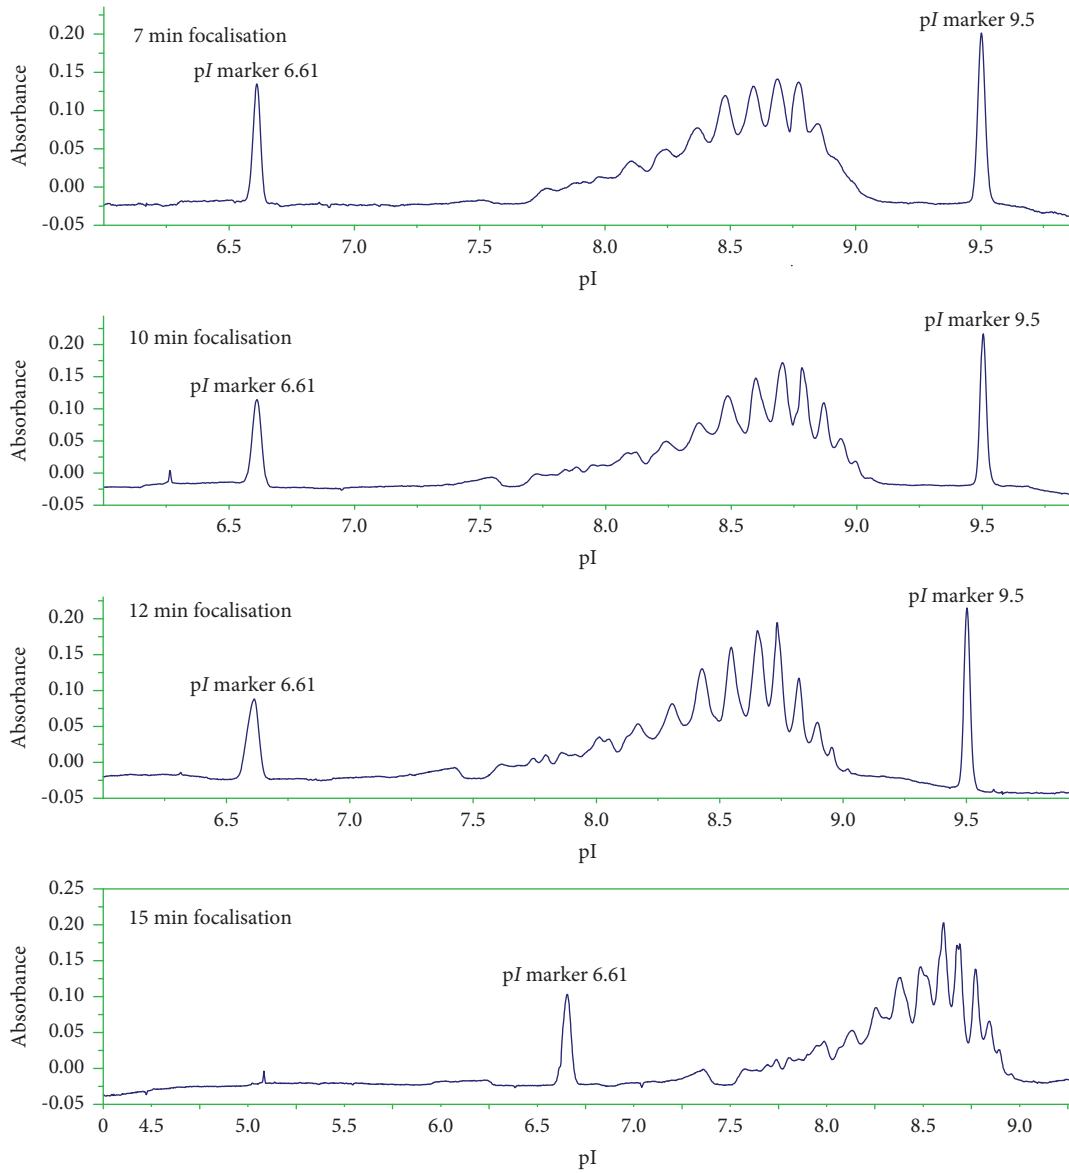 7 min focalisation
pI marker 6.61
pI marker 9.5
Absorbance
0.20
0.15
0.10
0.05
0.00
-0.05
6.5 7.0 7.5 8.0 8.5 9.0 9.5
pI
10 min focalisation
pI marker 6.61
pI marker 9.5
Absorbance
0.20
0.15
0.10
0.05
0.00
-0.05
6.5 7.0 7.5 8.0 8.5 9.0 9.5
pI
12 min focalisation
pI marker 6.61
pI marker 9.5
Absorbance
0.20
0.15
0.10
0.05
0.00
-0.05
6.5 7.0 7.5 8.0 8.5 9.0 9.5
pI
15 min focalisation
pI marker 6.61
Absorbance
0.25
0.20
0.15
0.10
0.05
0.00
-0.05
0 4.5 5.0 5.5 6.0 6.5 7.0 7.5 8.0 8.5 9.0
pI